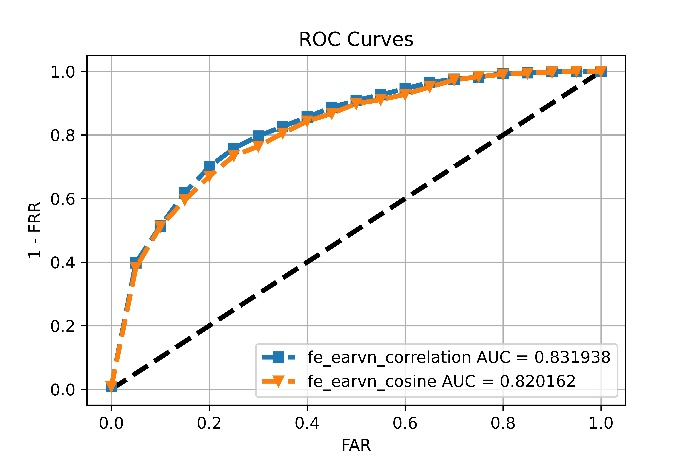 ROC Curves
1.0
0.8
0.6
0.4
0.2
0.0
1 - FRR
fe_earvn_correlation AUC = 0.831938
fe_earvn_cosine AUC = 0.820162
0.0 0.2 0.4 0.6 0.8 1.0
FAR